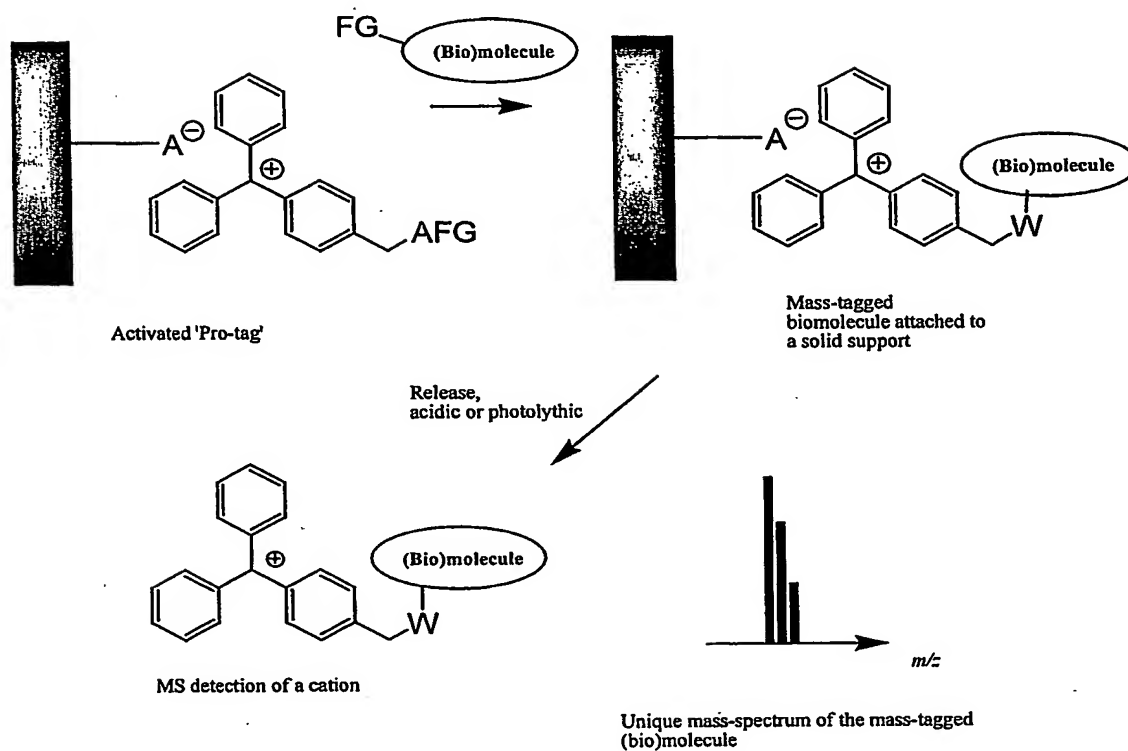 FG
(Bio)molecule
A⊖
⊕
AFG
Activated 'Pro-tag'
A⊖
⊕
(Bio)molecule
W
Mass-tagged
biomolecule attached to
a solid support
Release,
acidic or photolythic
⊕
(Bio)molecule
W
MS detection of a cation
m/z
Unique mass-spectrum of the mass-tagged
(bio)molecule